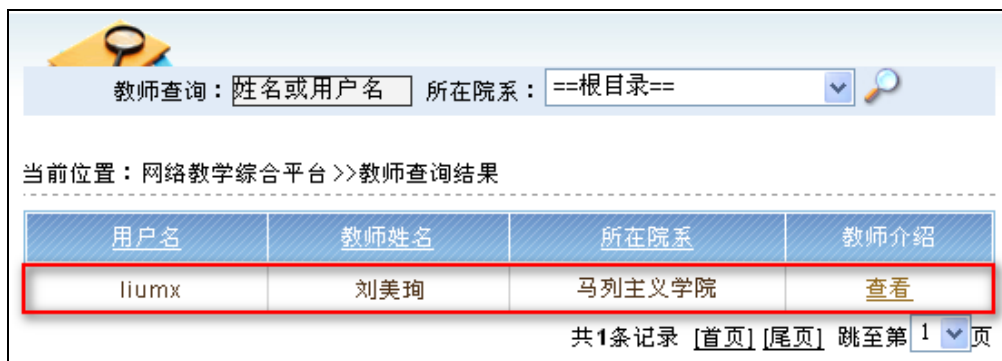 教师查询：姓名或用户名 所在院系：==根目录==
当前位置：网络教学综合平台>>教师查询结果
用户名 教师姓名 所在院系 教师介绍
liumx 刘美珣 马列主义学院 查看
共1条记录 [首页] [尾页] 跳至第 1 页